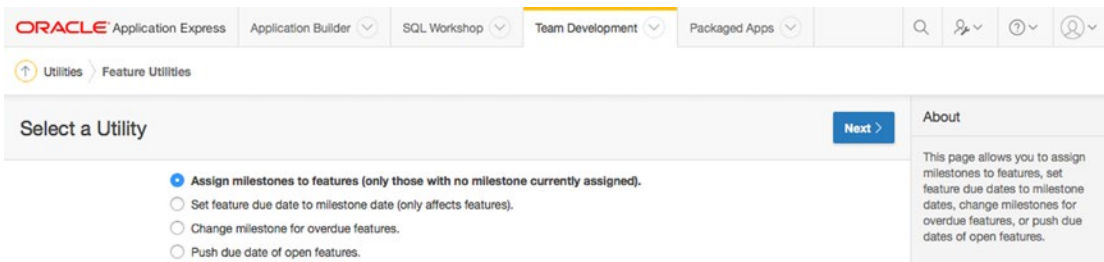 ORACLE Application Express Application Builder SQL Workshop Team Development Packaged Apps
Utilities Feature Utilities
Select a Utility
Next >
Assign milestones to features (only those with no milestone currently assigned).
Set feature due date to milestone date (only affects features).
Change milestone for overdue features.
Push due date of open features.
About
This page allows you to assign
milestones to features, set
feature due dates to milestone
dates, change milestones for
overdue features, or push due
dates of open features.